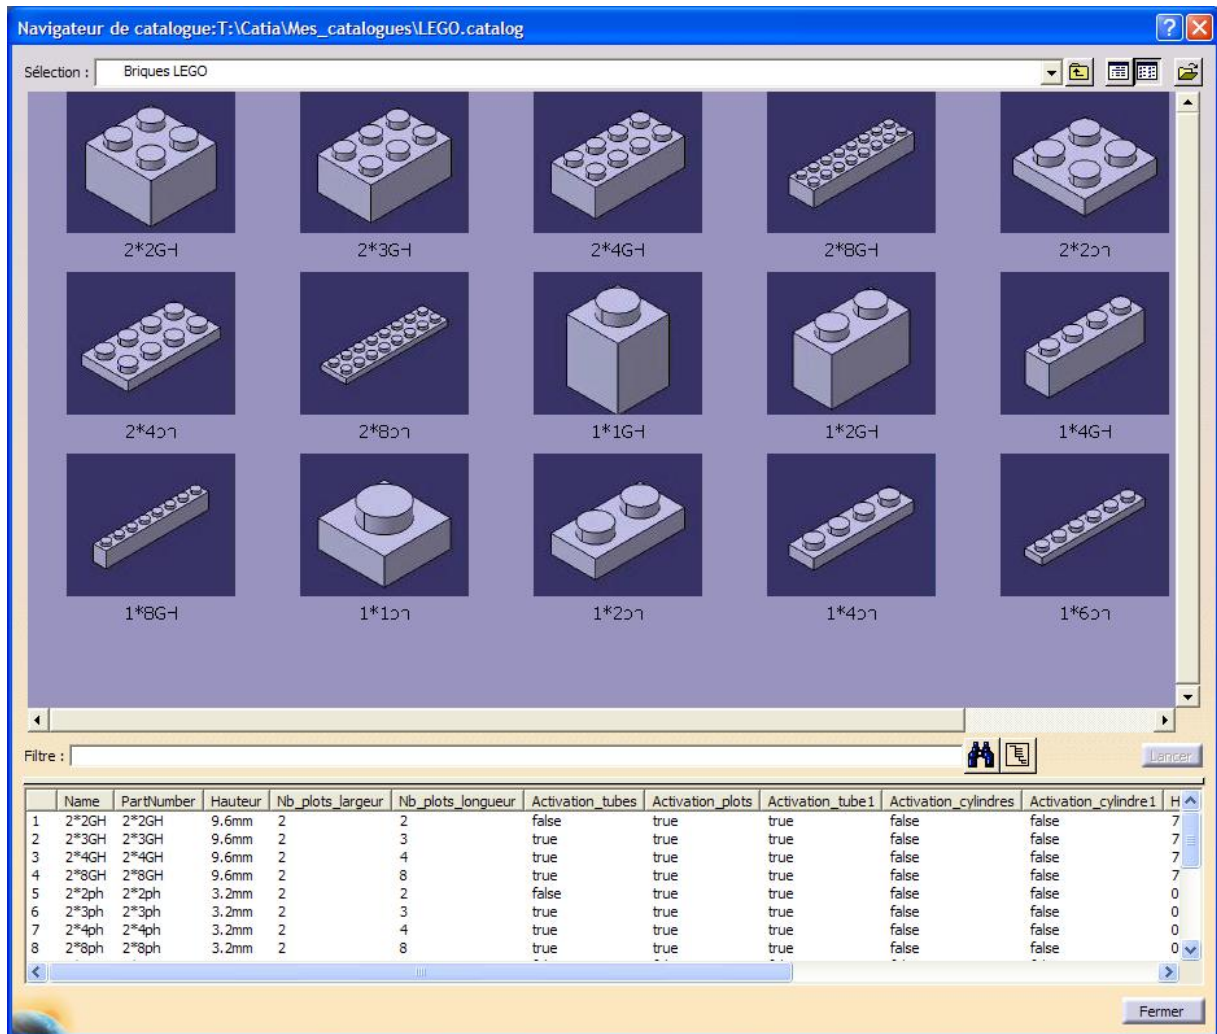 Navigateur de catalogue:T:\Catia\Mes_catalogues\LEGO.catalog
Sélection : Briques LEGO
2*2GH 2*3GH 2*4GH 2*8GH 2*2ph
2*4ph 2*8ph 1*1GH 1*2GH 1*4GH
1*8GH 1*1ph 1*2ph 1*4ph 1*6ph
Filtre : Lancer
Name PartNumber Hauteur Nb_plots_largeur Nb_plots_longueur Activation_tubes Activation_plots Activation_tube1 Activation_cylindres Activation_cylindre1 H
1 2*2GH 2*2GH 9.6mm 2 2 false true true false false 7
2 2*3GH 2*3GH 9.6mm 2 3 true true true false false 7
3 2*4GH 2*4GH 9.6mm 2 4 true true true false false 7
4 2*8GH 2*8GH 9.6mm 2 8 true true true false false 7
5 2*2ph 2*2ph 3.2mm 2 2 false true true false false 0
6 2*3ph 2*3ph 3.2mm 2 3 true true true false false 0
7 2*4ph 2*4ph 3.2mm 2 4 true true true false false 0
8 2*8ph 2*8ph 3.2mm 2 8 true true true false false 0
Fermer